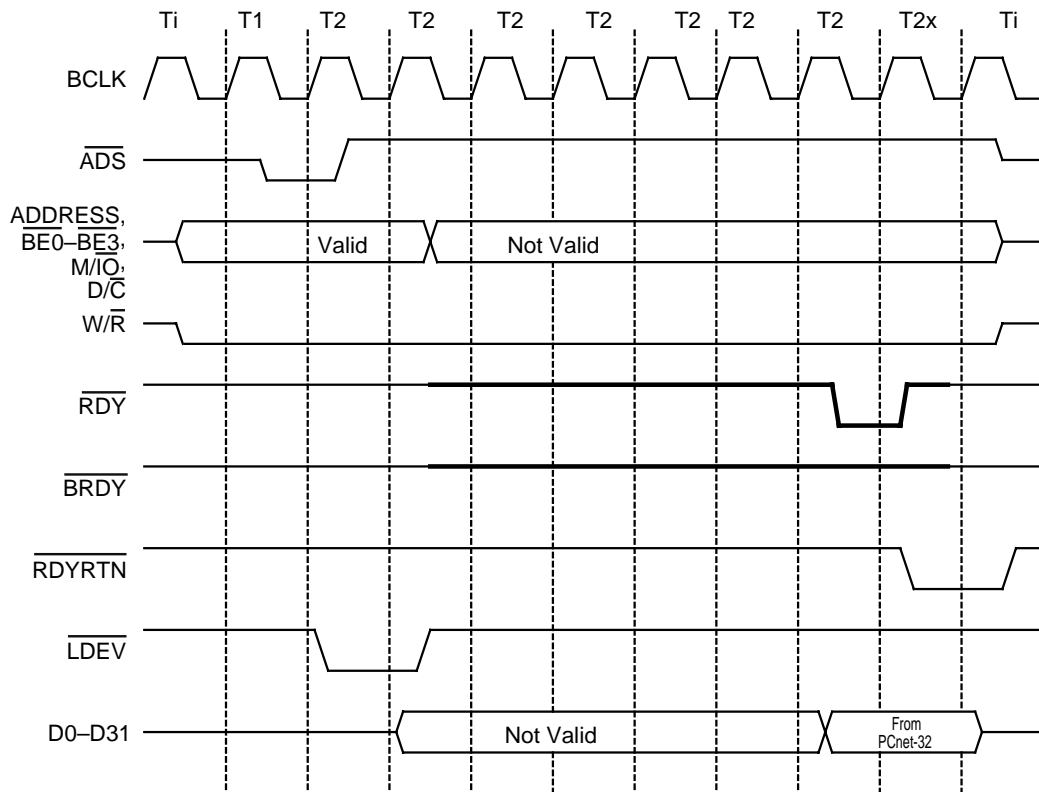 Ti T1 T2 T2 T2 T2 T2 T2 T2 T2x Ti
BCLK
ADS
ADDRESS,
BE0–BE3,
M/IO,
D/C
Valid Not Valid
W/R
RDY
BRDY
RDYRTN
LDEV
D0–D31
Not Valid
From
PCnet-32